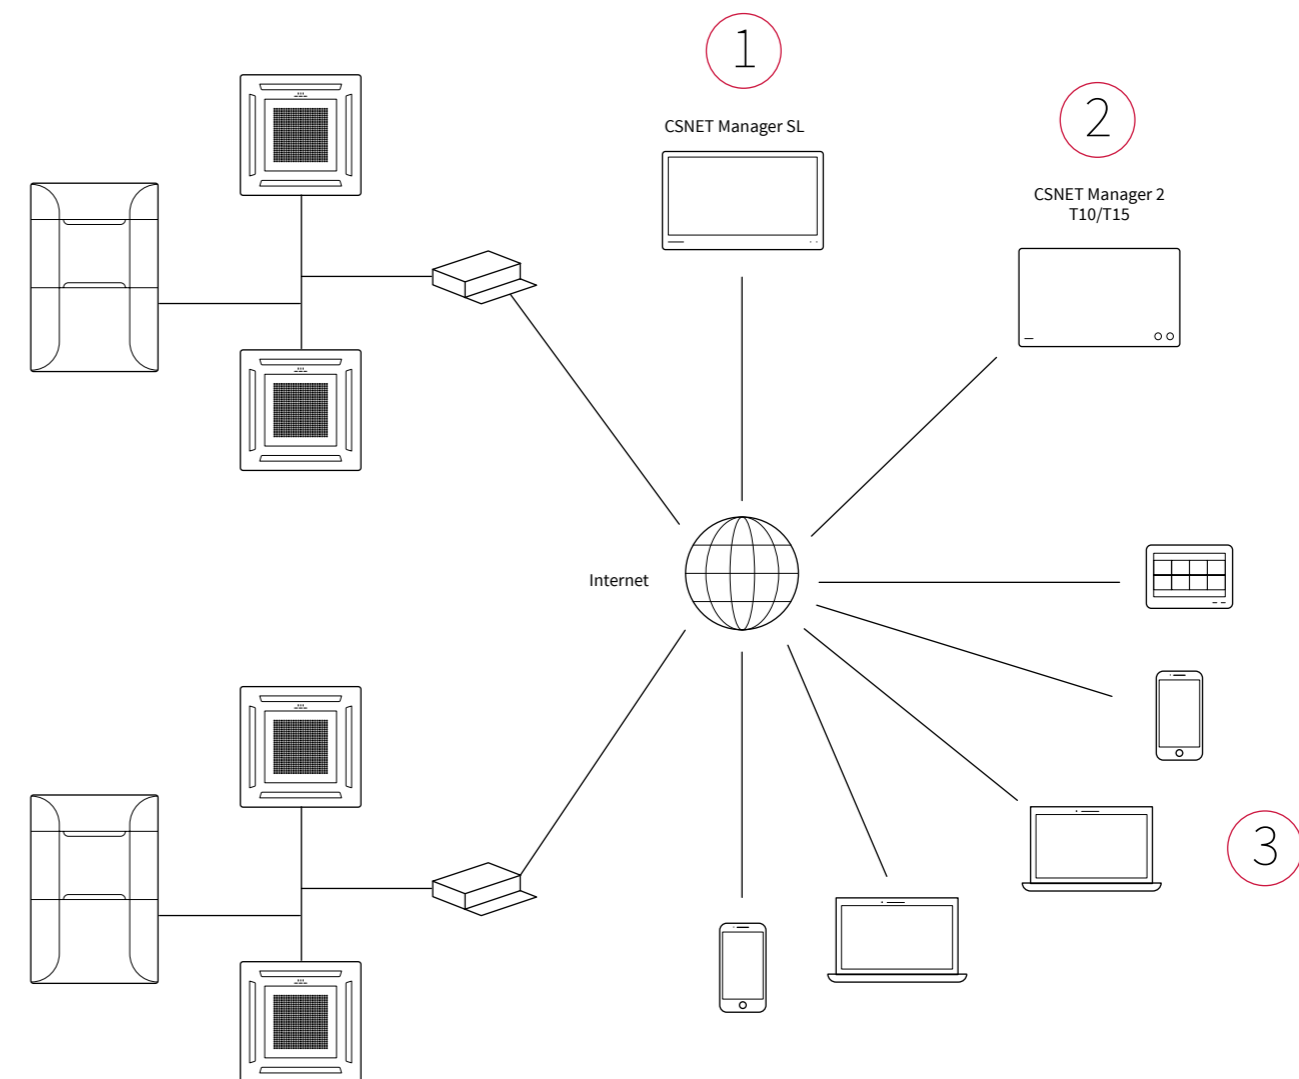 1
CSNET Manager SL
2
CSNET Manager 2
T10/T15
Internet
3